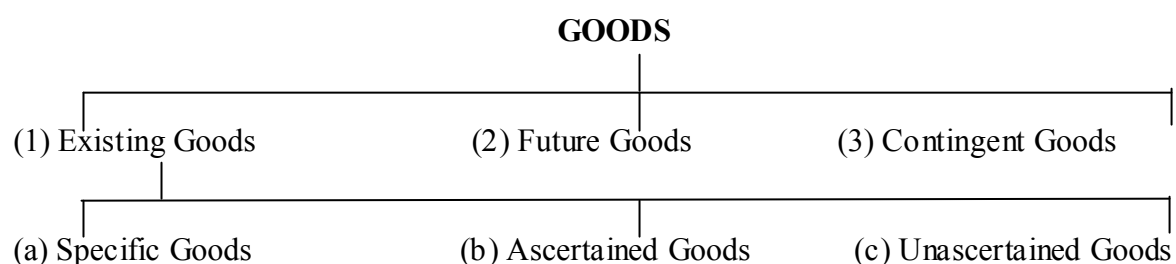 GOODS
(1) Existing Goods (2) Future Goods (3) Contingent Goods
(a) Specific Goods (b) Ascertained Goods (c) Unascertained Goods